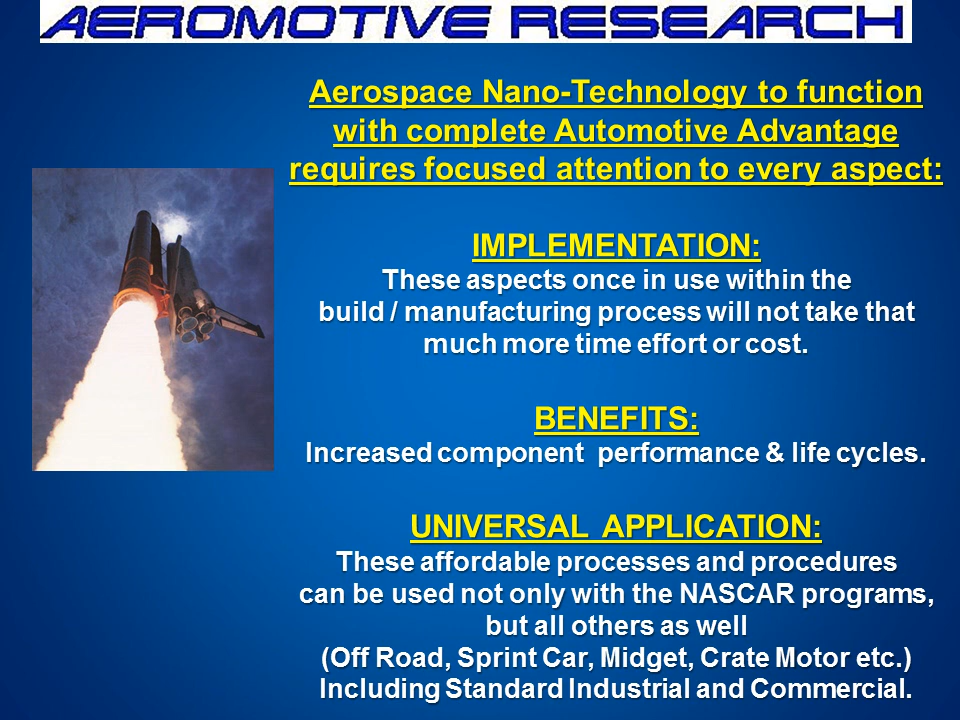 AEROMOTIVE RESEARCH
Aerospace Nano-Technology to function
with complete Automotive Advantage
requires focused attention to every aspect:
IMPLEMENTATION:
These aspects once in use within the
build / manufacturing process will not take that
much more time effort or cost.
BENEFITS:
Increased component  performance & life cycles.
UNIVERSAL  APPLICATION:
These affordable processes and procedures
can be used not only with the NASCAR programs,
but all others as well
(Off Road, Sprint Car, Midget, Crate Motor etc.)
Including Standard Industrial and Commercial.